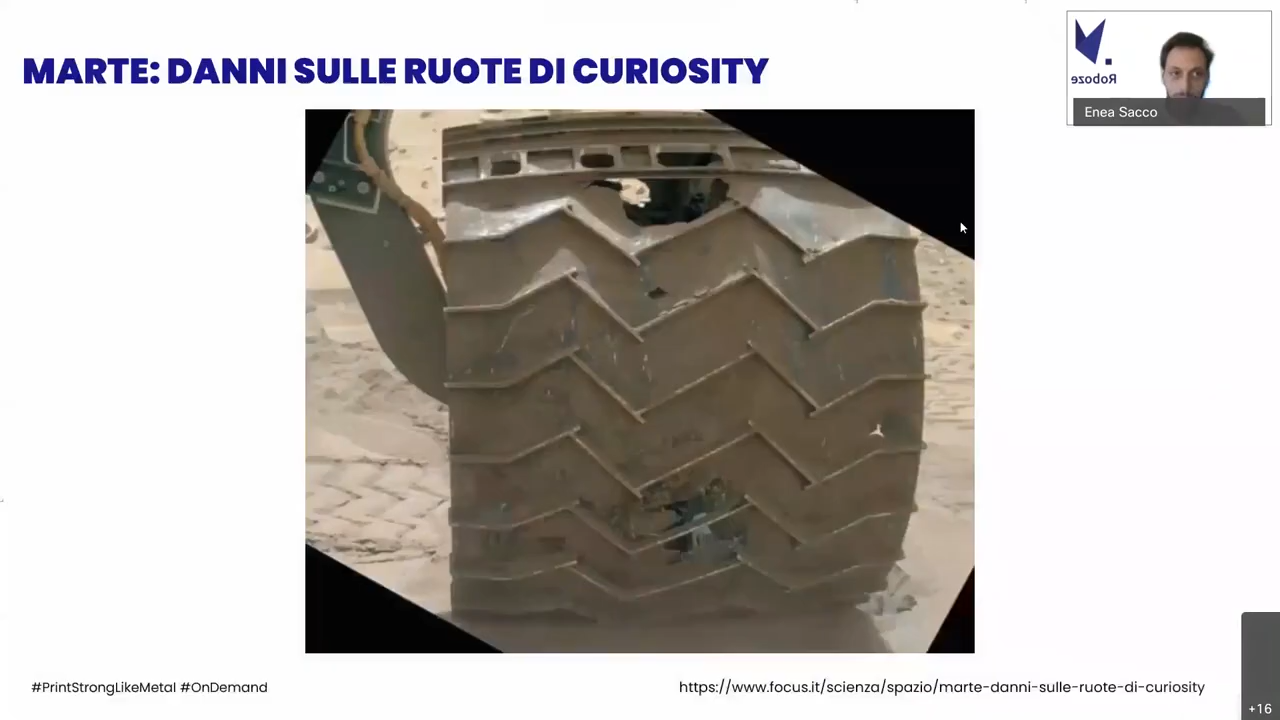 MARTE: DANNI SULLE RUOTE DI CURIOSITY
Roboze
Enea Sacco
#PrintStrongLikeMetal #OnDemand
https://www.focus.it/scienza/spazio/marte-danni-sulle-ruote-di-curiosity
+16